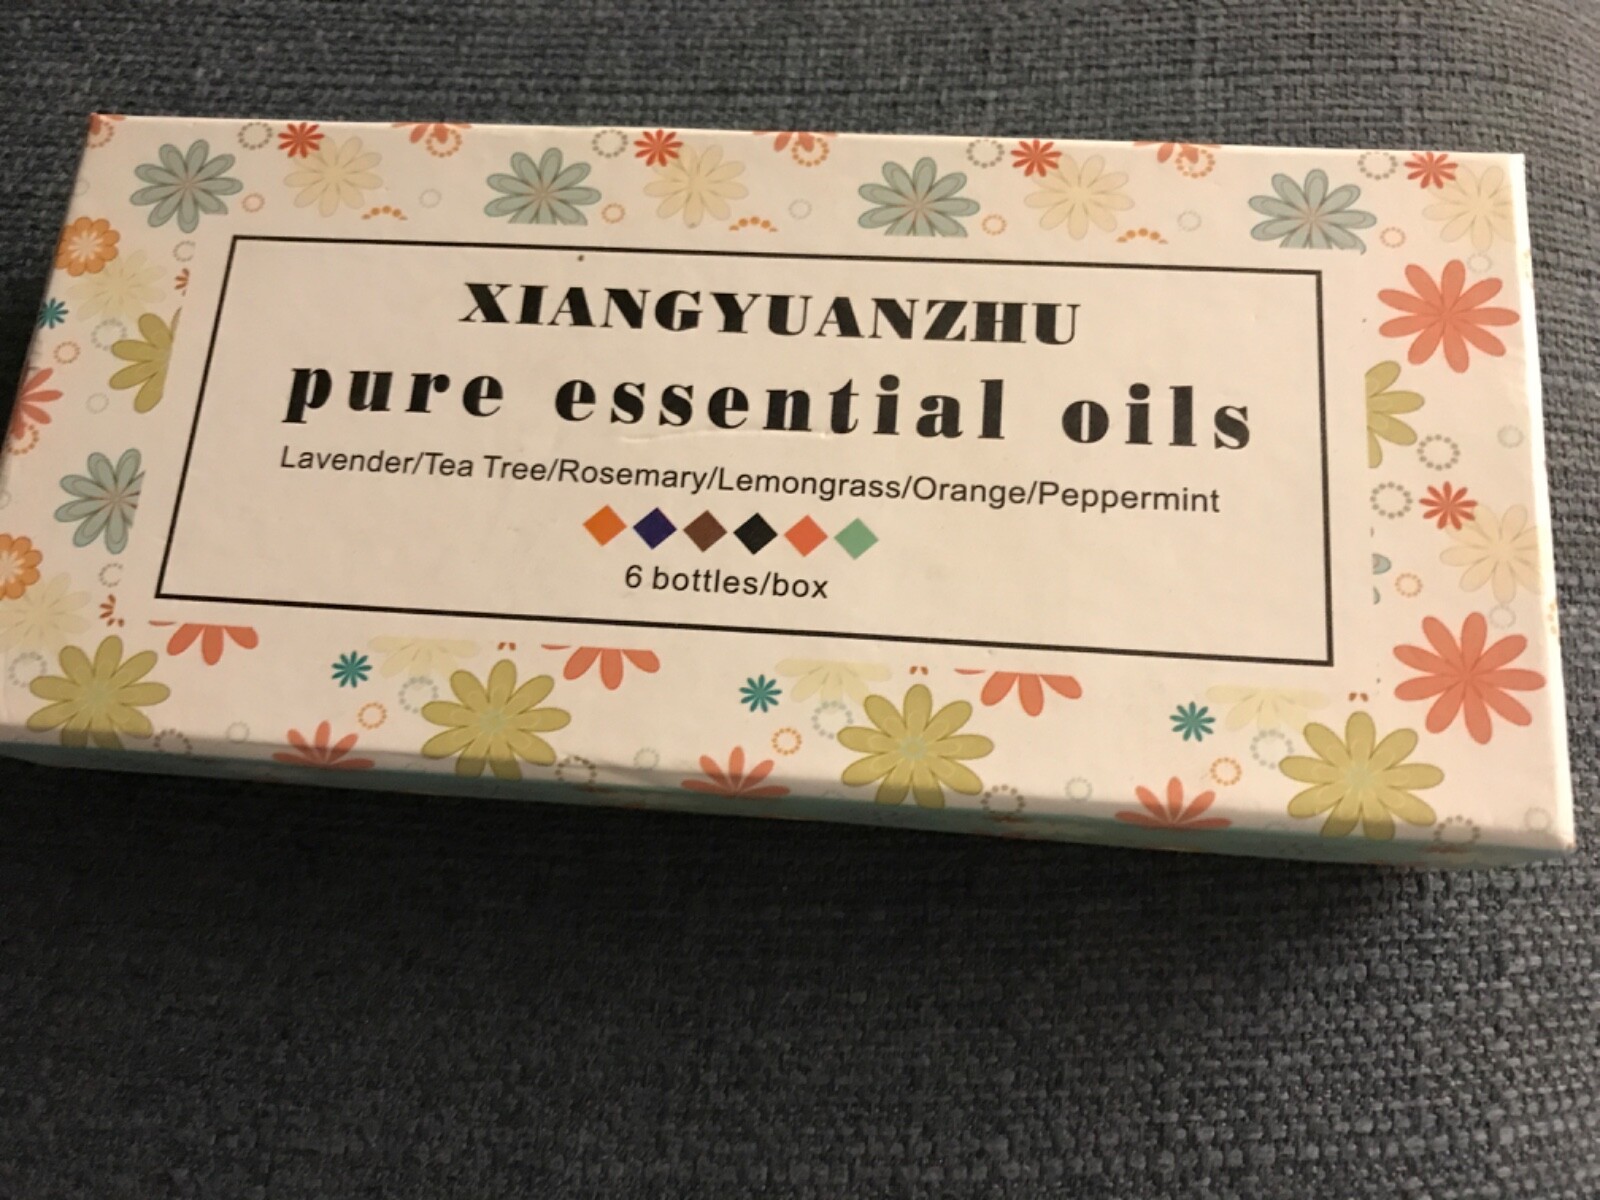 XIANGYUANZHU
pure essential oils
Lavender/Tea Tree/Rosemary/Lemongrass/Orange/Peppermint
6 bottles/box